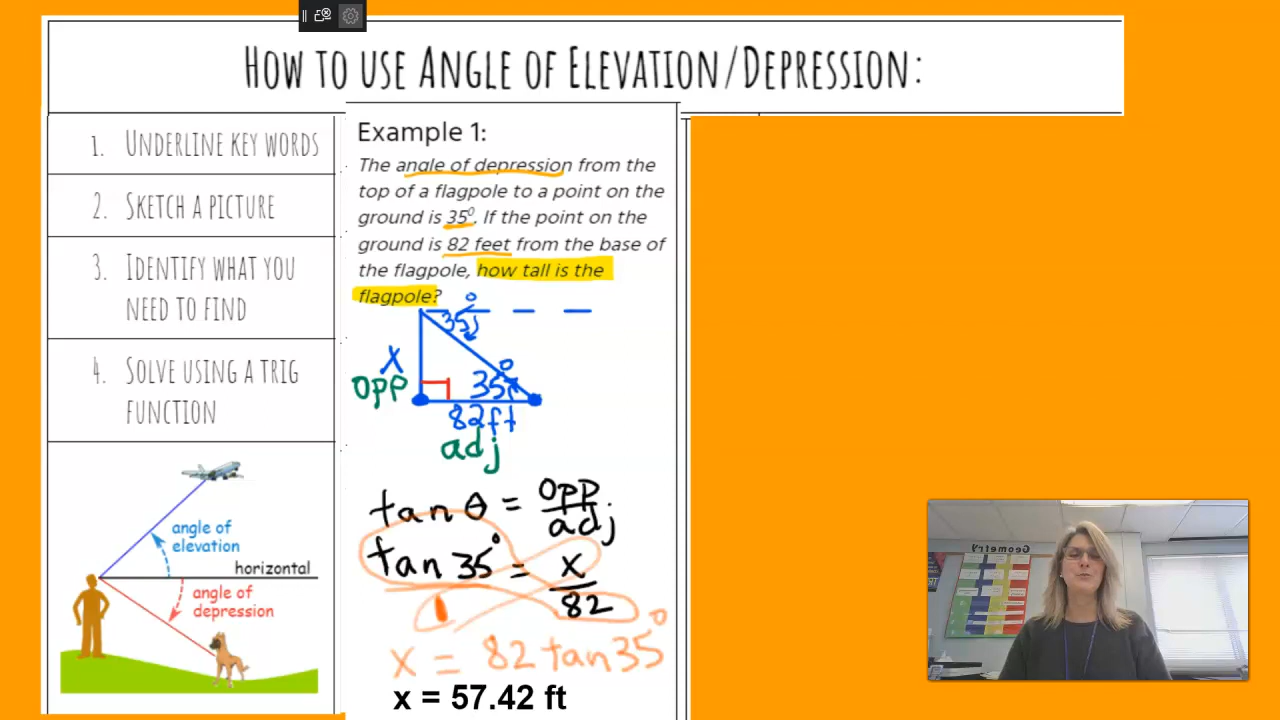 How to use Angle of Elevation/Depression:
1. Underline key words
2. Sketch a picture
3. Identify what you
need to find
4. Solve using a trig
function
angle of
elevation
horizontal
angle of
depression
Example 1:
The angle of depression from the
top of a flagpole to a point on the
ground is 35⁰. If the point on the
ground is 82 feet from the base of
the flagpole, how tall is the
flagpole?
35°
x
opp
35°
82ft
adj
tan θ = opp/adj
tan 35° = x/82
1
x = 82 tan 35°
x = 57.42 ft
Geometry